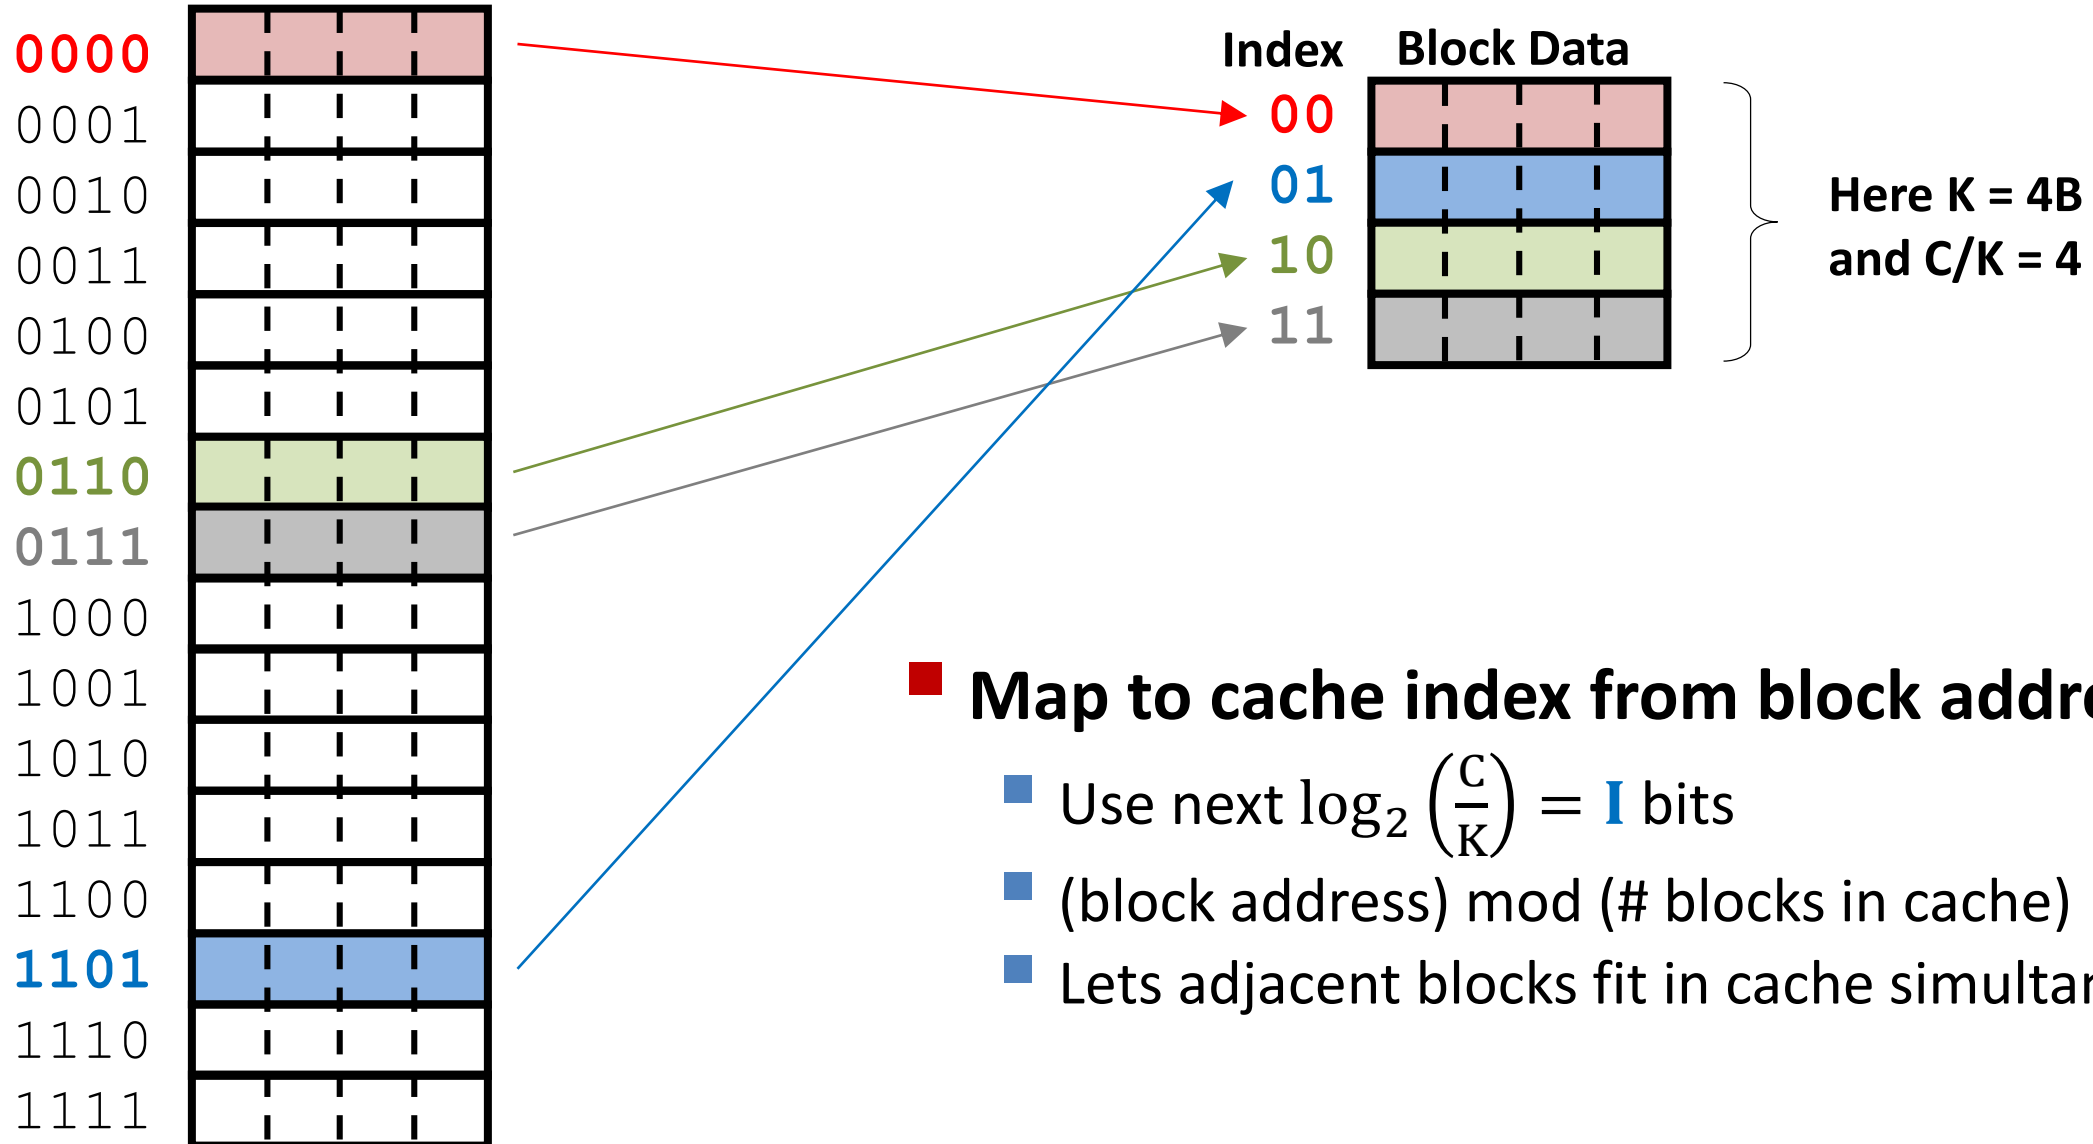 0000
0001
0010
0011
0100
0101
0110
0111
1000
1001
1010
1011
1100
1101
1110
1111
Index Block Data
00
01
10
11
Here K = 4B
and C/K = 4
Map to cache index from block
Use next log₂ (C/K) = I bits
(block address) mod (# blocks in cache)
Lets adjacent blocks fit in cache